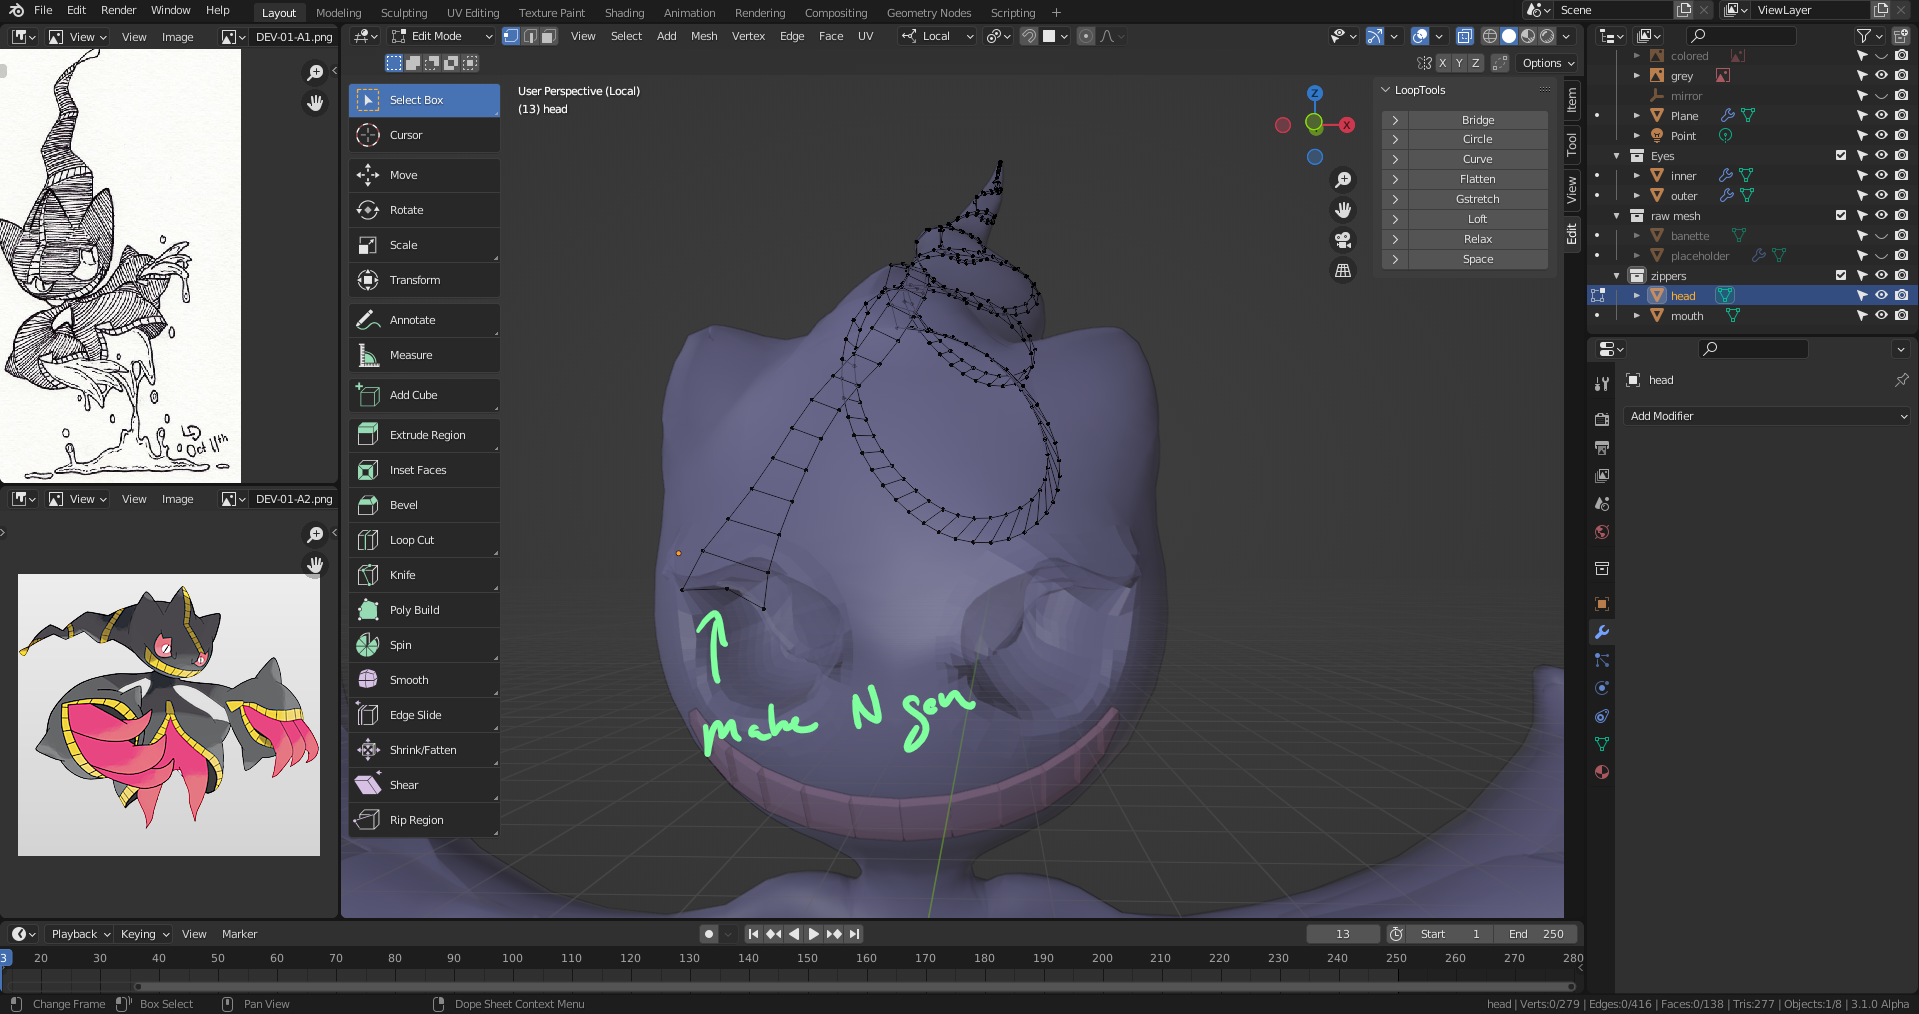 File Edit Render Window Help Layout Modeling Sculpting UV Editing Texture Paint Shading Animation Rendering Compositing Geometry Nodes Scripting + Scene ViewLayer
View View Image DEV-01-A1.png
Edit Mode View Select Add Mesh Vertex Edge Face UV Local
X Y Z Options
Select Box
Cursor
Move
Rotate
Scale
Transform
Annotate
Measure
Add Cube
Extrude Region
Inset Faces
Bevel
Loop Cut
Knife
Poly Build
Spin
Smooth
Edge Slide
Shrink/Fatten
Shear
Rip Region
User Perspective (Local)
(13) head
Z
X
LoopTools
Bridge
Circle
Curve
Flatten
Gstretch
Loft
Relax
Space
Item
Tool
View
Edit
colored
grey
mirror
Plane
Point
Eyes
inner
outer
raw mesh
banette
placeholder
zippers
head
mouth
head
Add Modifier
Oct 11th
View View Image DEV-01-A2.png
make N gon
Playback Keying View Marker 13 Start 1 End 250
3 20 30 40 50 60 70 80 90 100 110 120 130 140 150 160 170 180 190 200 210 220 230 240 250 260 270 280
Change Frame Box Select Pan View Dope Sheet Context Menu head | Verts:0/279 | Edges:0/416 | Faces:0/138 | Tris:277 | Objects:1/8 | 3.1.0 Alpha